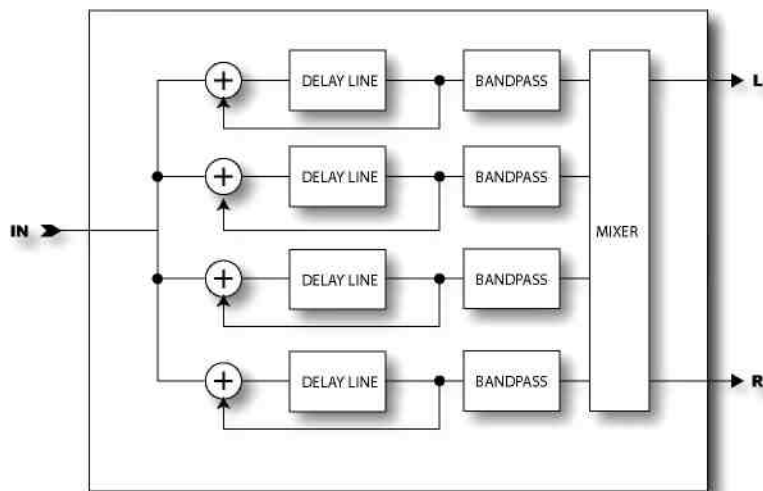 DELAY LINE BANDPASS L
DELAY LINE BANDPASS
IN MIXER
DELAY LINE BANDPASS
DELAY LINE BANDPASS R